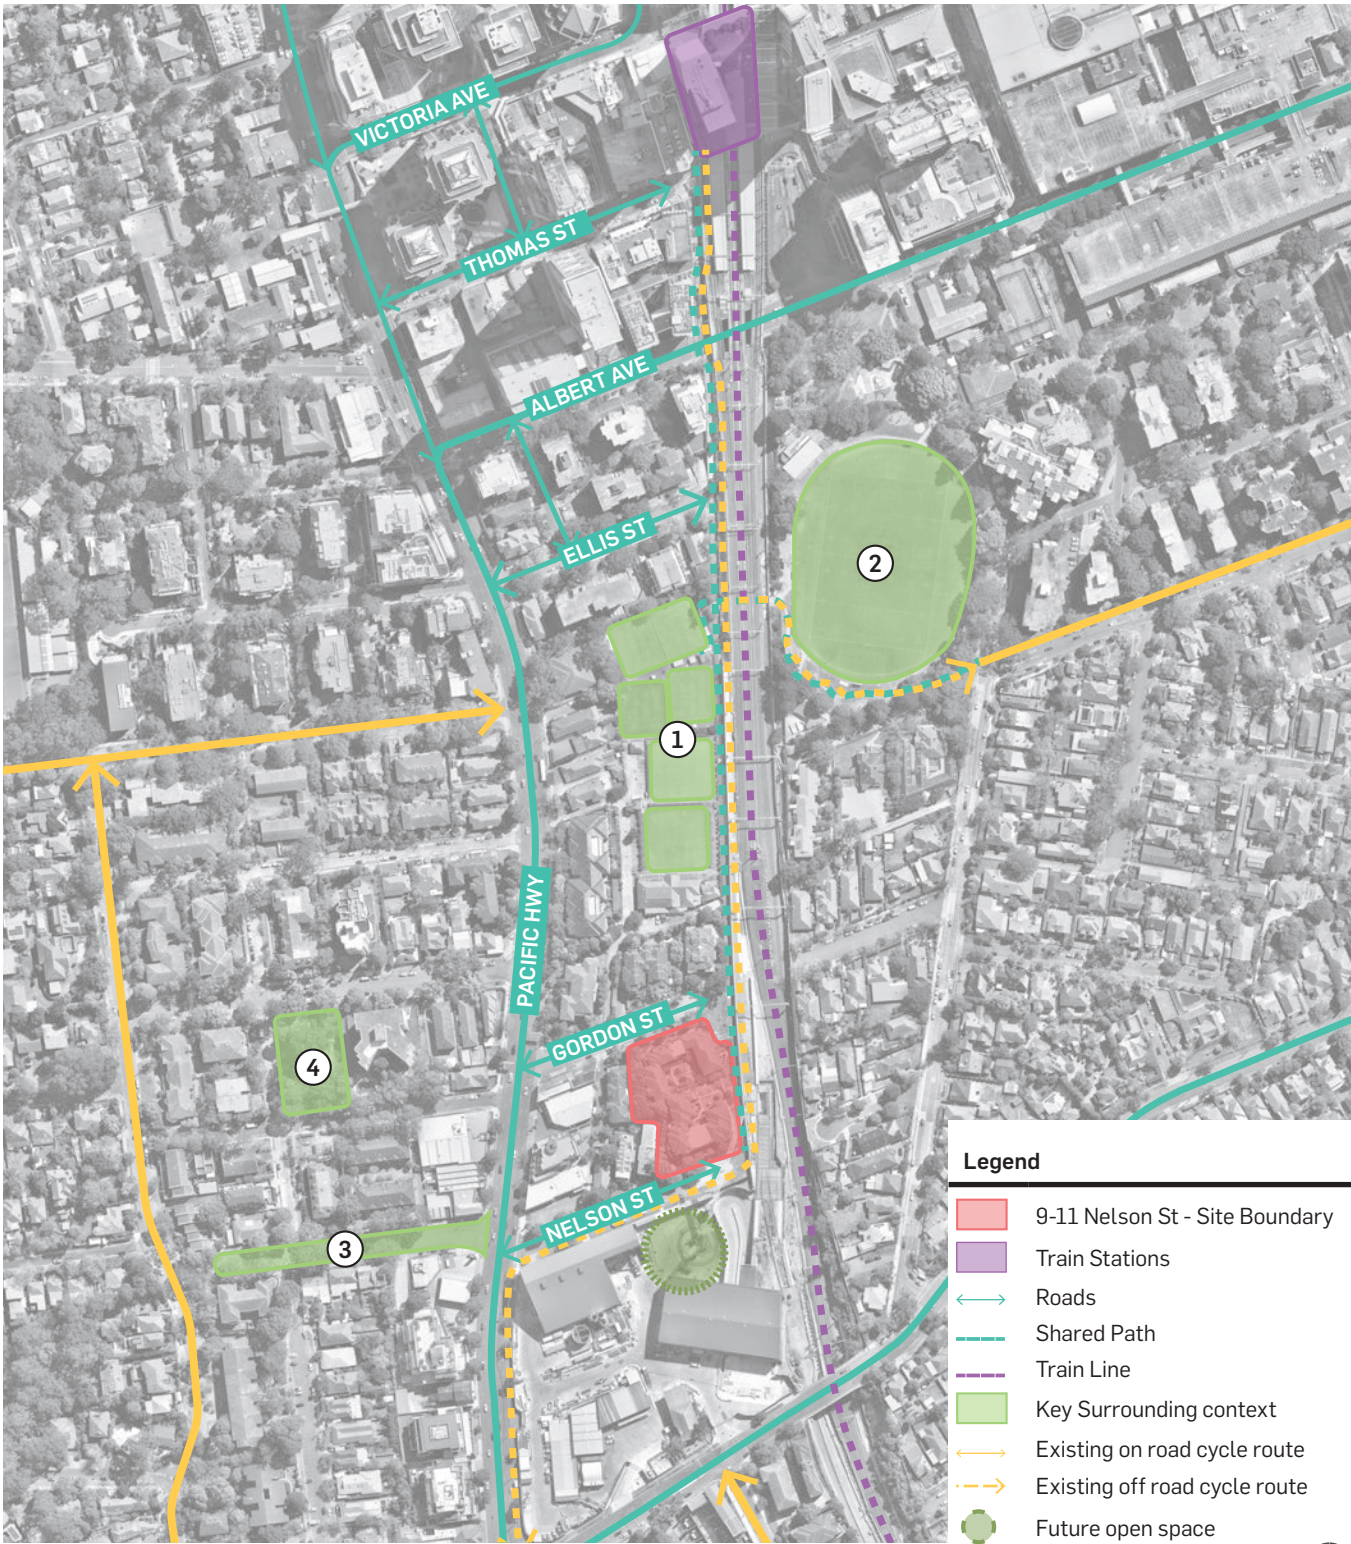 VICTORIA AVE
THOMAS ST
ALBERT AVE
ELLIS ST
2
1
PACIFIC HWY
GORDON ST
4
NELSON ST
3
Legend
9-11 Nelson St - Site Boundary
Train Stations
Roads
Shared Path
Train Line
Key Surrounding context
Existing on road cycle route
Existing off road cycle route
Future open space